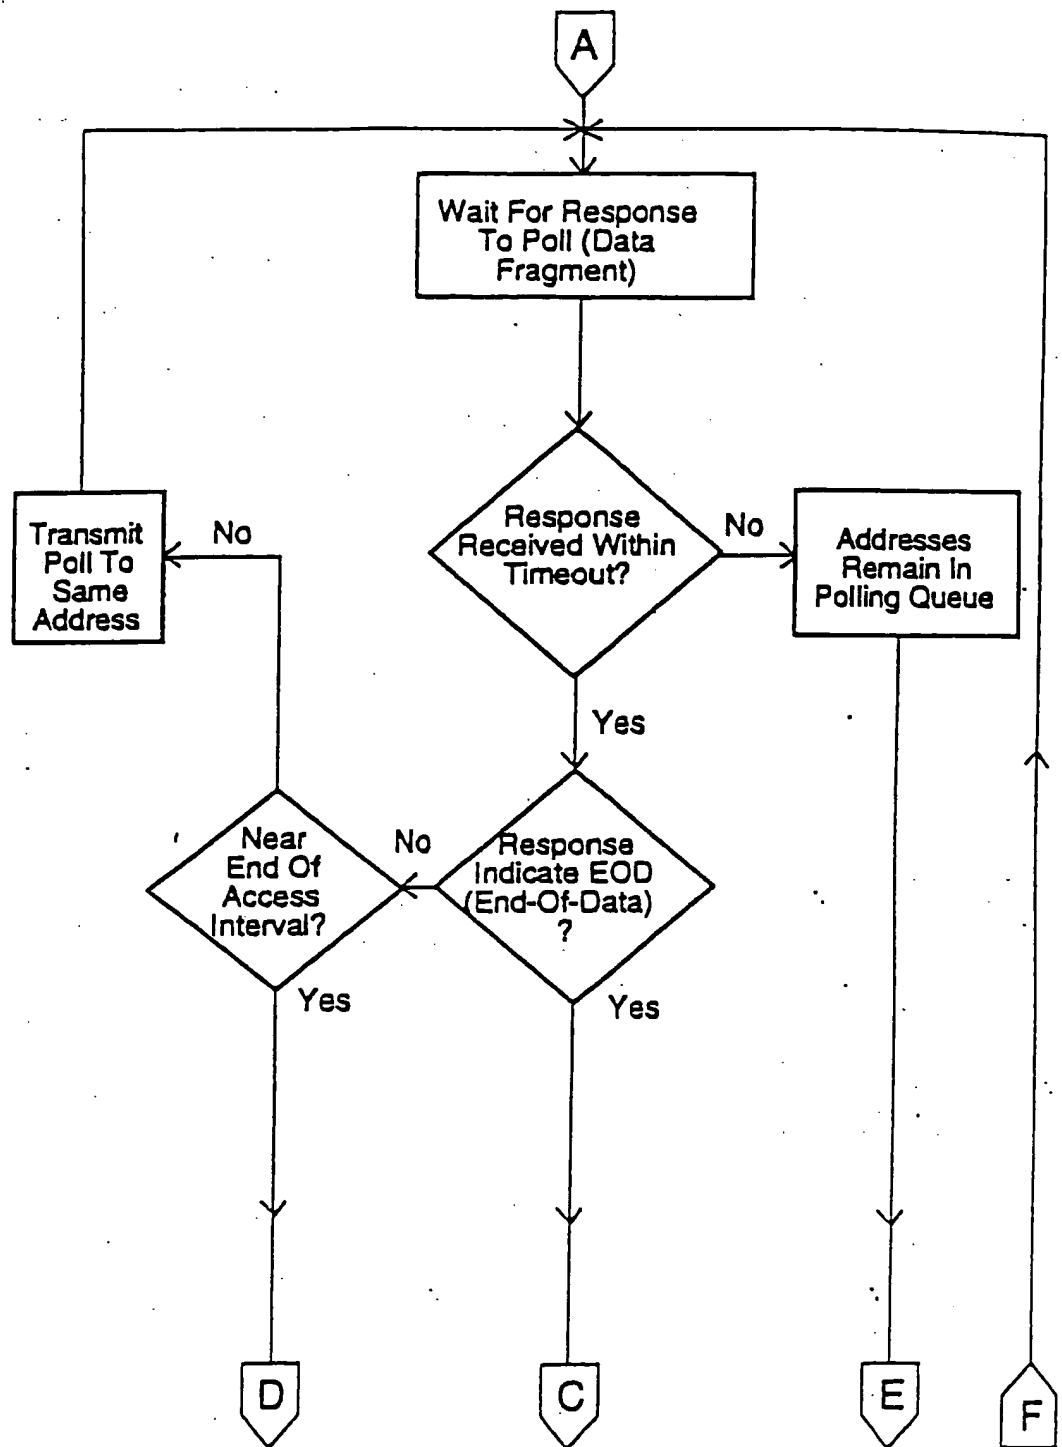 A
Wait For Response
To Poll (Data
Fragment)
Response
Received Within
Timeout?
No
Addresses
Remain In
Polling Queue
No
Transmit
Poll To
Same
Address
Yes
Near
End Of
Access
Interval?
No
Response
Indicate EOD
(End-Of-Data)
?
Yes
Yes
D
C
E
F